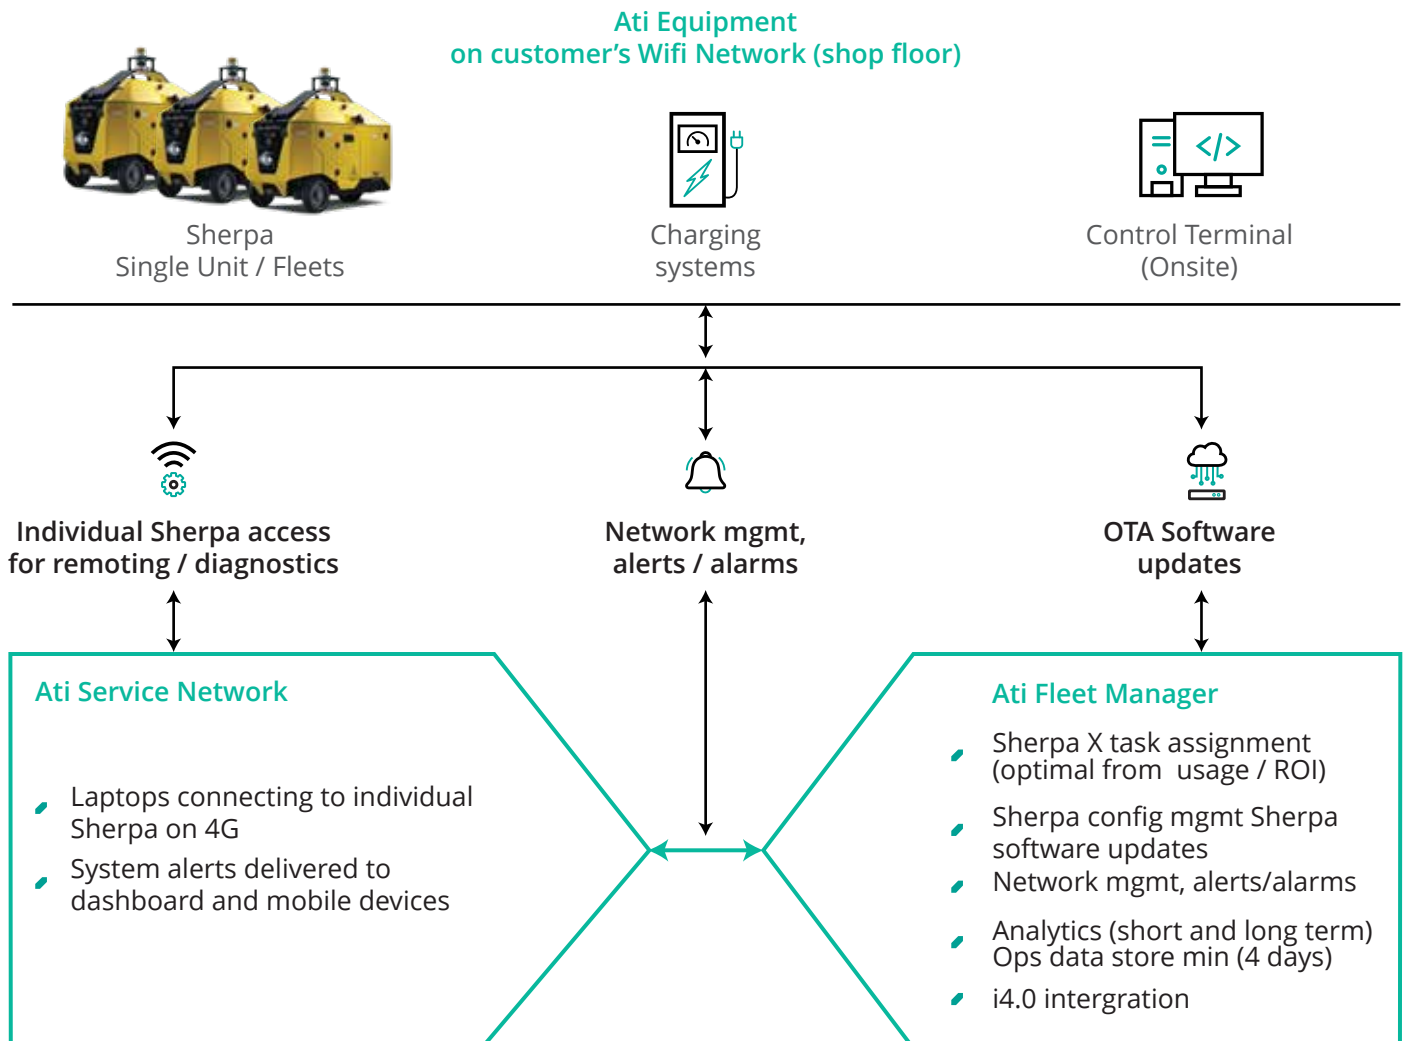 Ati Equipment
on customer's Wifi Network (shop floor)
Sherpa
Single Unit / Fleets
Charging
systems
</>
Control Terminal
(Onsite)
Individual Sherpa access
for remoting / diagnostics
Network mgmt,
alerts / alarms
OTA Software
updates
Ati Service Network
Laptops connecting to individual
Sherpa on 4G
System alerts delivered to
dashboard and mobile devices
Ati Fleet Manager
Sherpa X task assignment
(optimal from usage / ROI)
Sherpa config mgmt Sherpa
software updates
Network mgmt, alerts/alarms
Analytics (short and long term)
Ops data store min (4 days)
i4.0 intergration